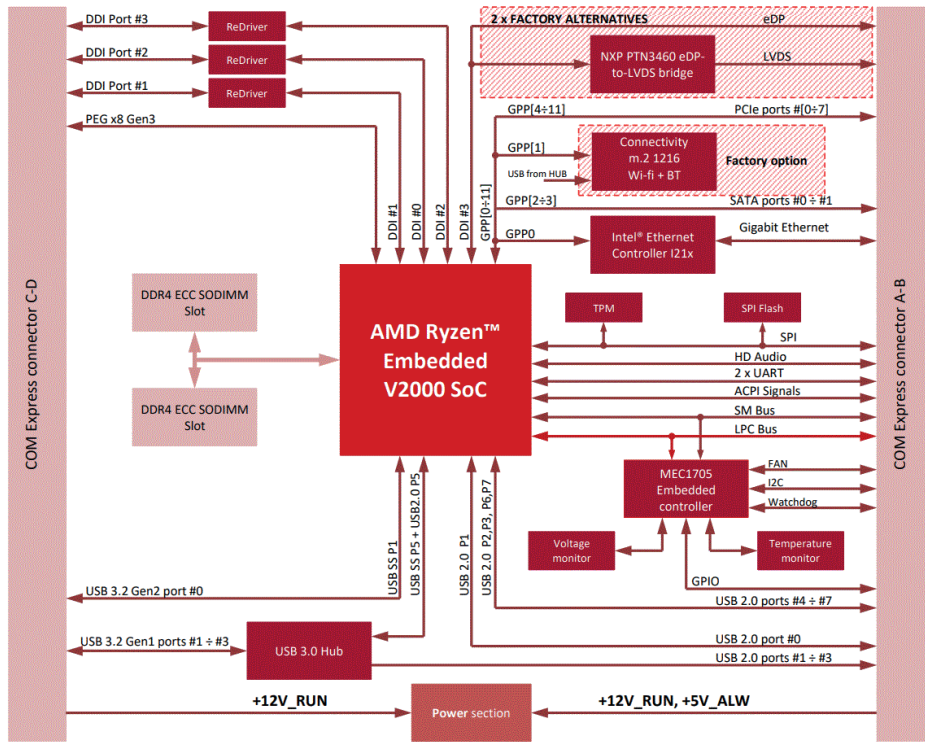 DDI Port #3
ReDriver
DDI Port #2
ReDriver
DDI Port #1
ReDriver
PEG x8 Gen3
2 x FACTORY ALTERNATIVES
eDP
NXP PTN3460 eDP-
to-LVDS bridge
LVDS
GPP[4÷11]
PCIe ports #[0÷7]
GPP[1]
USB from HUB
Connectivity
m.2 1216
Wi-fi + BT
Factory option
GPP[2÷3]
SATA ports #0 ÷ #1
GPP0
Intel® Ethernet
Controller I21x
Gigabit Ethernet
DDI #1
DDI #0
DDI #2
DDI #3
GPP[0÷11]
COM Express connector C-D
COM Express connector A-B
DDR4 ECC SODIMM
Slot
DDR4 ECC SODIMM
Slot
AMD Ryzen™
Embedded
V2000 SoC
TPM
SPI Flash
SPI
HD Audio
2 x UART
ACPI Signals
SM Bus
LPC Bus
MEC1705
Embedded
controller
FAN
I2C
Watchdog
Voltage
monitor
Temperature
monitor
GPIO
USB SS P1
USB SS P5 + USB2.0 P5
USB 2.0 P1
USB 2.0 P2,P3, P6,P7
USB 3.2 Gen2 port #0
USB 2.0 ports #4 ÷ #7
USB 3.2 Gen1 ports #1 ÷ #3
USB 3.0 Hub
USB 2.0 port #0
USB 2.0 ports #1 ÷ #3
+12V_RUN
Power section
+12V_RUN, +5V_ALW